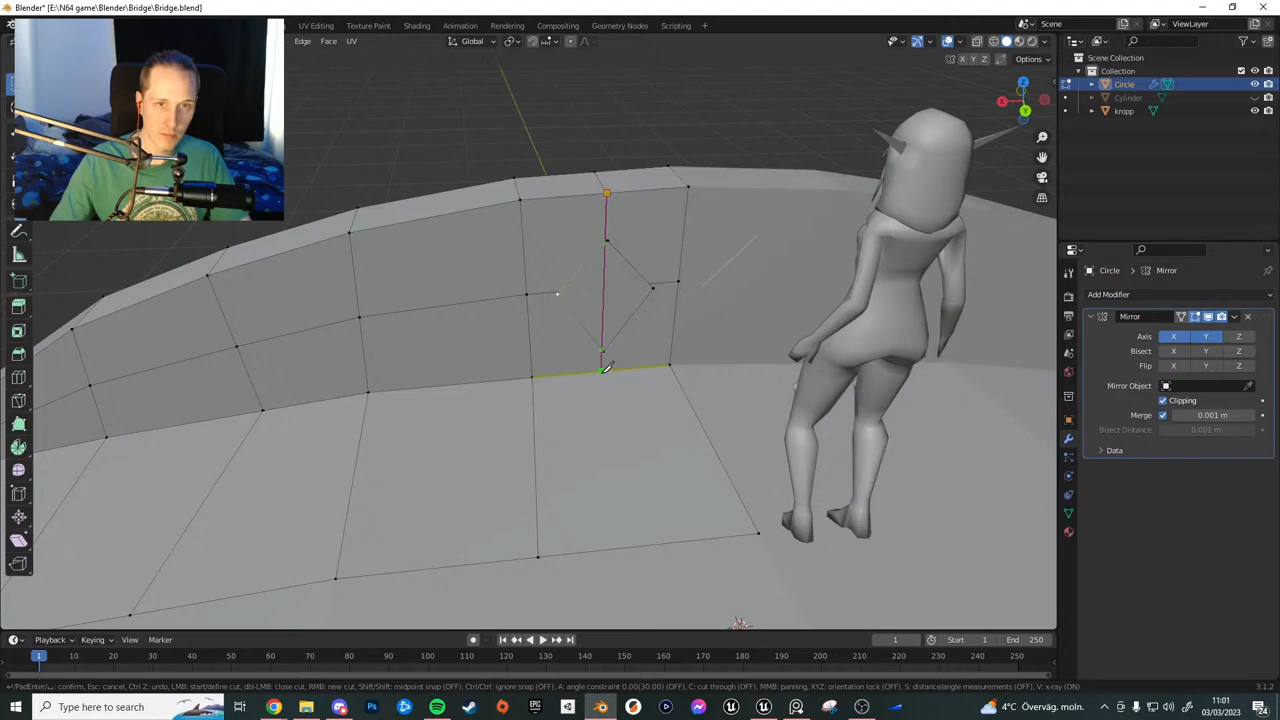 Blender* [E:\N64 game\Blender\Bridge\Bridge.blend]
UV Editing Texture Paint Shading Animation Rendering Compositing Geometry Nodes Scripting +
Scene ViewLayer
Edge Face UV Global
X Y Z Options
Scene Collection
Collection
Circle
Cylinder
kropp
X
Y
Z
Circle Mirror
Add Modifier
Mirror
Axis X Y Z
Bisect X Y Z
Flip X Y Z
Mirror Object
Clipping
Merge 0.001 m
Bisect Distance 0.001 m
Data
Playback Keying View Marker 1 Start 1 End 250
1 10 20 30 40 50 60 70 80 90 100 110 120 130 140 150 160 170 180 190 200 210 220 230 240 250
: confirm, Esc: cancel, Ctrl Z: undo, LMB: start/define cut, dbl-LMB: close cut, RMB: new cut, Shift/Shift: midpoint snap (OFF), Ctrl/Ctrl: ignore snap (OFF), A: angle constraint 0.00(30.00) (OFF), C: cut through (OFF), MMB: panning, XYZ: orientation lock (OFF), S: distance/angle measurements (OFF), V: x-ray (ON)
3.1.2
Type here to search
4°C Överväg. moln.
11:01
03/03/2023